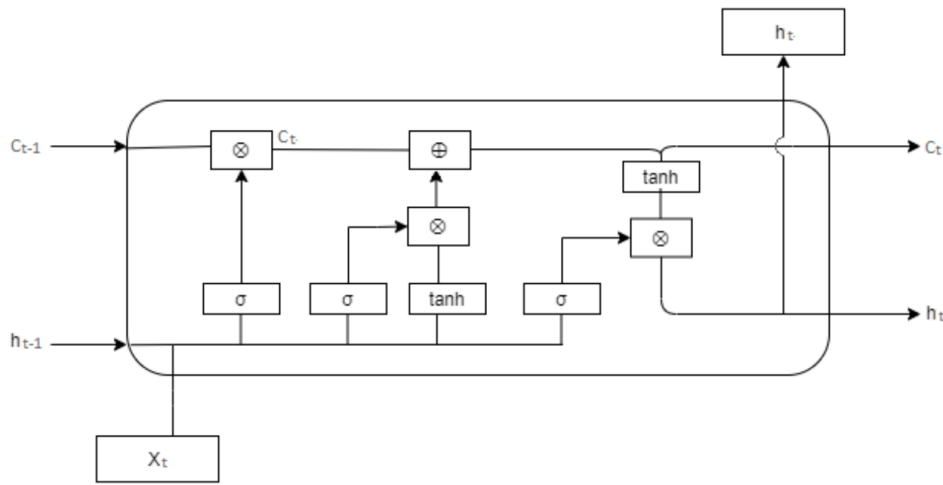 hₜ.
Cₜ₋₁
⊗
Cₜ.
⊕
Cₜ
tanh
⊗
⊗
σ
σ
tanh
σ
hₜ
hₜ₋₁
Xₜ